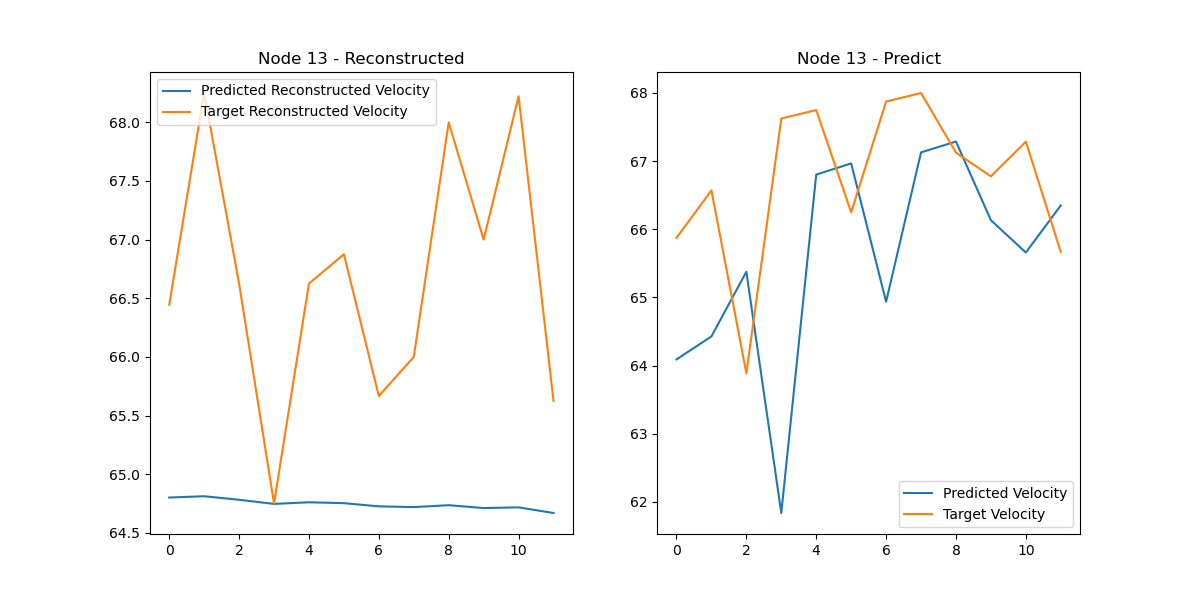 Node 13 - Reconstructed
Predicted Reconstructed Velocity
Target Reconstructed Velocity
68.0
67.5
67.0
66.5
66.0
65.5
65.0
64.5
0 2 4 6 8 10
Node 13 - Predict
68
67
66
65
64
63
62
Predicted Velocity
Target Velocity
0 2 4 6 8 10